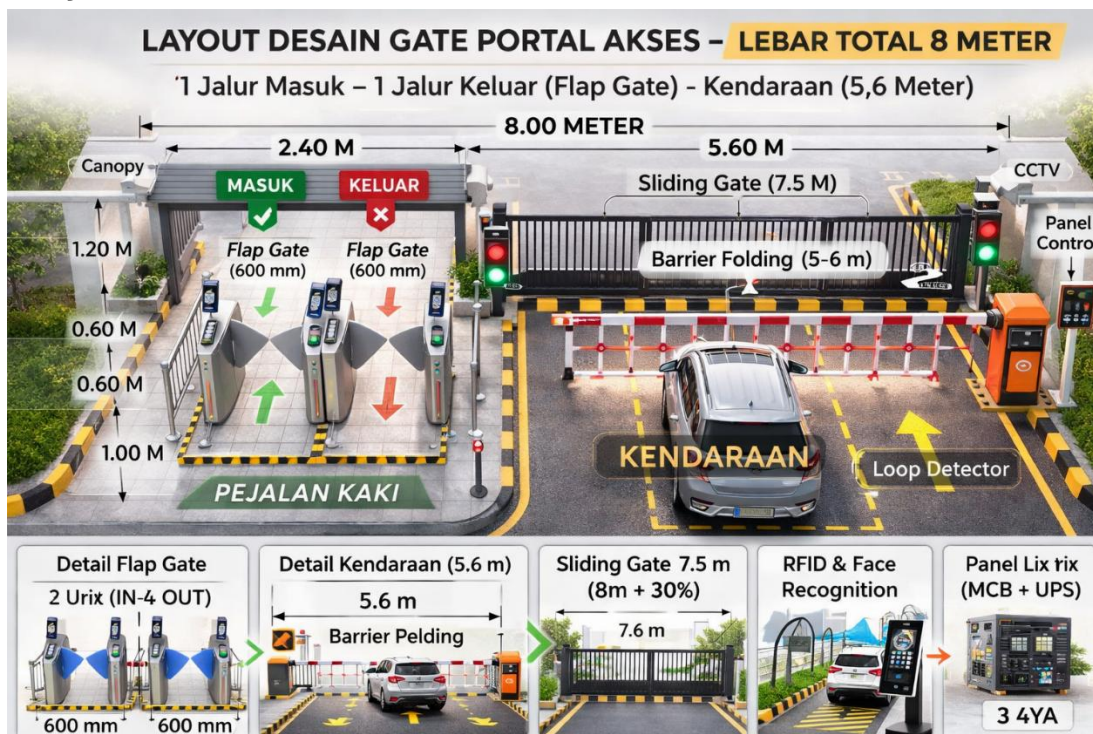 LAYOUT DESAIN GATE PORTAL AKSES – LEBAR TOTAL 8 METER
'1 Jalur Masuk – 1 Jalur Keluar (Flap Gate) - Kendaraan (5,6 Meter)
8.00 METER
2.40 M
5.60 M
Canopy
MASUK
KELUAR
Sliding Gate (7.5 M)
CCTV
Panel
Contro
1.20 M
Flap Gate
(600 mm)
Flap Gate
(600 mm)
Barrier Folding (5-6 m)
0.60 M
0.60 M
1.00 M
KENDARAAN
Loop Detector
PEJALAN KAKI
Detail Flap Gate
2 Urix (IN-4 OUT)
600 mm
600 mm
Detail Kendaraan (5.6 m)
5.6 m
Barrier Pelding
Sliding Gate 7.5 m
(8m + 30%)
7.6 m
RFID & Face
Recognition
Panel Lix rix
(MCB + UPS)
3 4YA